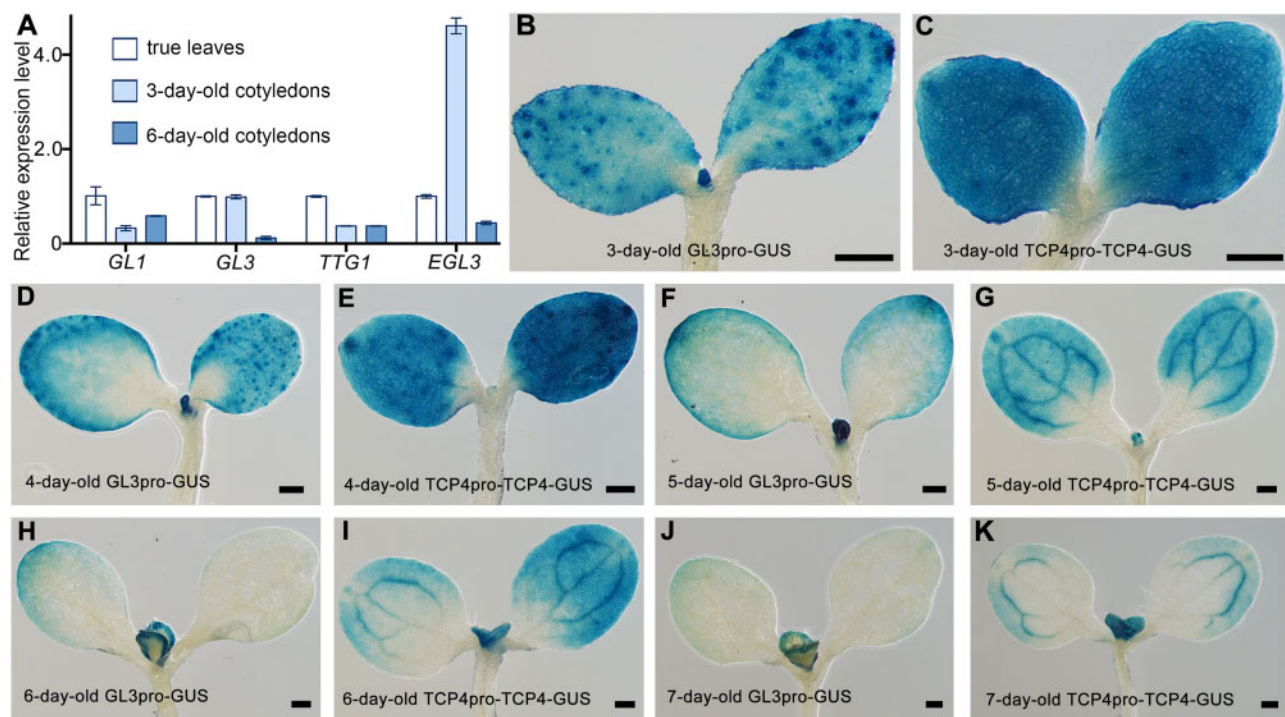 A
Relative expression level
4.0
2.0
0
true leaves
3-day-old cotyledons
6-day-old cotyledons
GL1
GL3
TTG1
EGL3
B
3-day-old GL3pro-GUS
C
3-day-old TCP4pro-TCP4-GUS
D
4-day-old GL3pro-GUS
E
4-day-old TCP4pro-TCP4-GUS
F
5-day-old GL3pro-GUS
G
5-day-old TCP4pro-TCP4-GUS
H
6-day-old GL3pro-GUS
I
6-day-old TCP4pro-TCP4-GUS
J
7-day-old GL3pro-GUS
K
7-day-old TCP4pro-TCP4-GUS